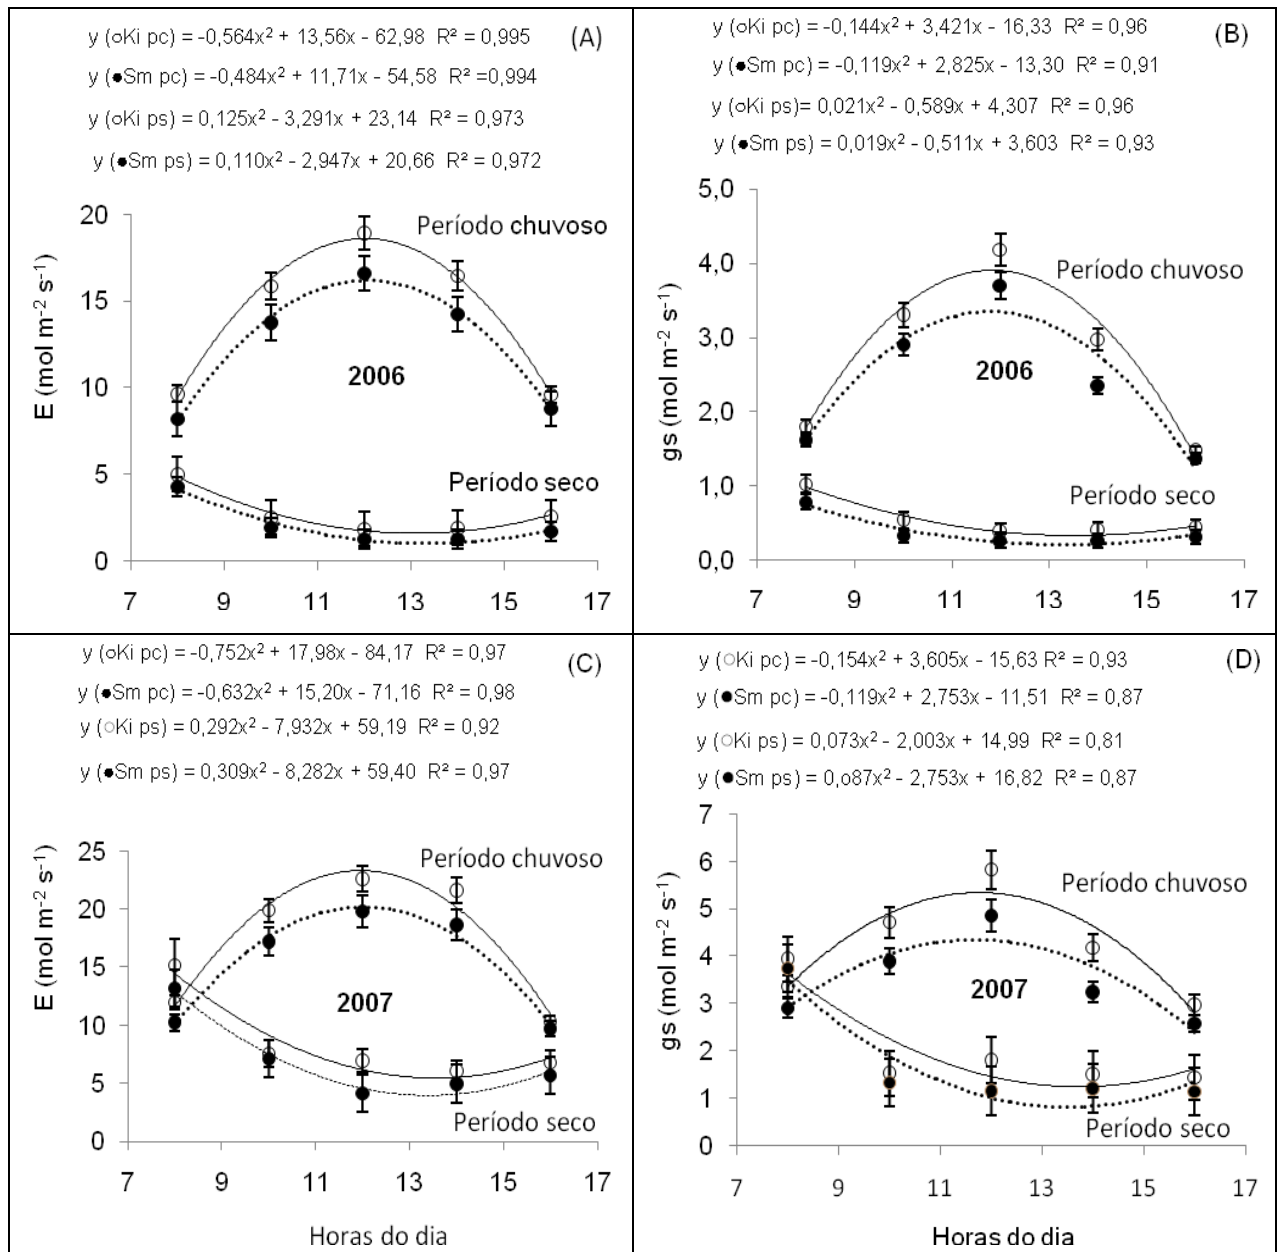 y (○Ki pc) = -0,564x² + 13,56x - 62,98 R² = 0,995
(A)
y (●Sm pc) = -0,484x² + 11,71x - 54,58 R² =0,994
y (○Ki ps) = 0,125x² - 3,291x + 23,14 R² = 0,973
y (●Sm ps) = 0,110x² - 2,947x + 20,66 R² = 0,972
E (mol m⁻² s⁻¹)
20
15
10
5
0
Período chuvoso
2006
Período seco
7 9 11 13 15 17
y (○Ki pc) = -0,144x² + 3,421x - 16,33 R² = 0,96
(B)
y (●Sm pc) = -0,119x² + 2,825x - 13,30 R² = 0,91
y (○Ki ps)= 0,021x² - 0,589x + 4,307 R² = 0,96
y (●Sm ps) = 0,019x² - 0,511x + 3,603 R² = 0,93
gs (mol m⁻² s⁻¹)
5,0
4,0
3,0
2,0
1,0
0,0
Período chuvoso
2006
Período seco
7 9 11 13 15 17
y (○Ki pc) = -0,752x² + 17,98x - 84,17 R² = 0,97
(C)
y (●Sm pc) = -0,632x² + 15,20x - 71,16 R² = 0,98
y (○Ki ps) = 0,292x² - 7,932x + 59,19 R² = 0,92
y (●Sm ps) = 0,309x² - 8,282x + 59,40 R² = 0,97
E (mol m⁻² s⁻¹)
25
20
15
10
5
0
Período chuvoso
2007
Período seco
7 9 11 13 15 17
Horas do dia
y (○Ki pc) = -0,154x² + 3,605x - 15,63 R² = 0,93
(D)
y (●Sm pc) = -0,119x² + 2,753x - 11,51 R² = 0,87
y (○Ki ps) = 0,073x² - 2,003x + 14,99 R² = 0,81
y (●Sm ps) = 0,o87x² - 2,753x + 16,82 R² = 0,87
gs (mol m⁻² s⁻¹)
7
6
5
4
3
2
1
0
Período chuvoso
2007
Período seco
7 9 11 13 15 17
Horas do dia